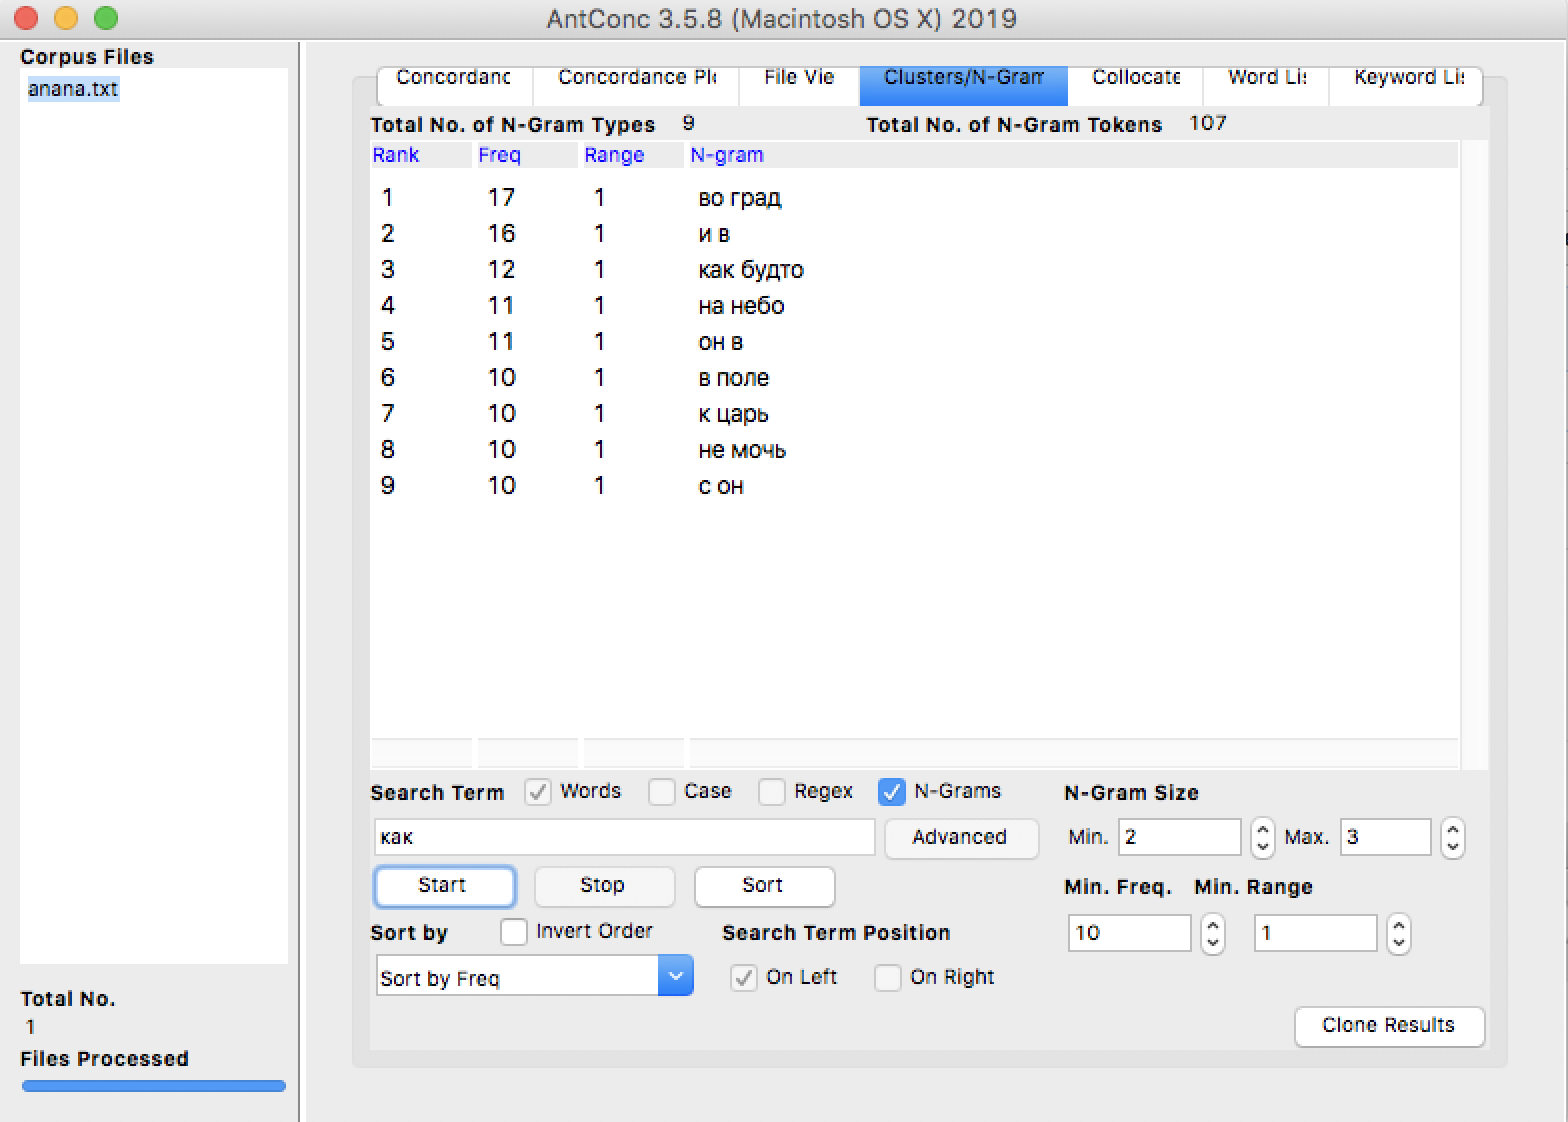 AntConc 3.5.8 (Macintosh OS X) 2019
Corpus Files
anana.txt
Concordanc Concordance Pl File Vie Clusters/N-Gram Collocate Word Li Keyword Li
Total No. of N-Gram Types 9 Total No. of N-Gram Tokens 107
Rank Freq Range N-gram
1 17 1 во град
2 16 1 и в
3 12 1 как будто
4 11 1 на небо
5 11 1 он в
6 10 1 в поле
7 10 1 к царь
8 10 1 не мочь
9 10 1 с он
Search Term Words Case Regex N-Grams N-Gram Size
как Advanced Min. 2 Max. 3
Start Stop Sort Min. Freq. Min. Range
Sort by Invert Order Search Term Position 10 1
Sort by Freq On Left On Right
Total No.
1
Files Processed
Clone Results